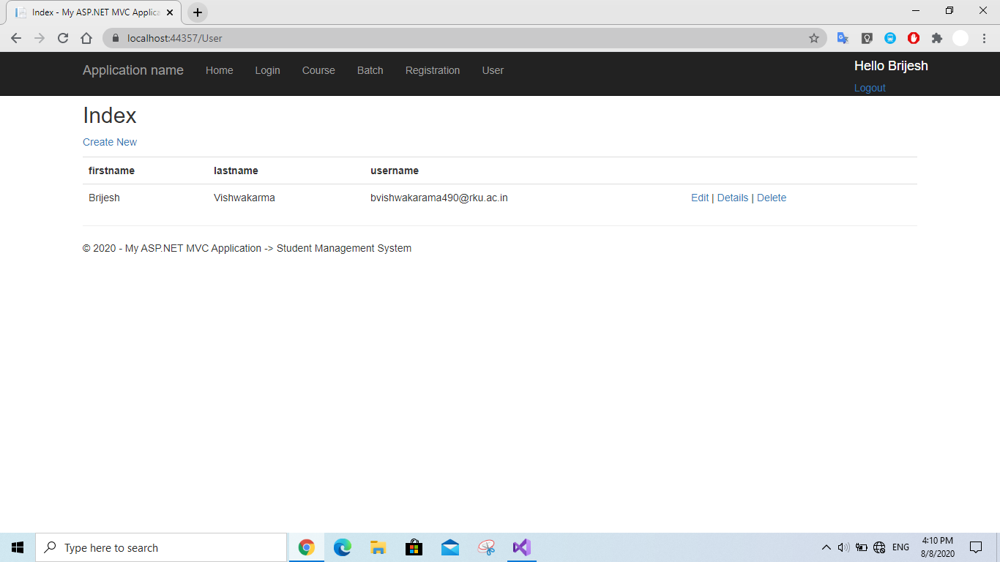 Index - My ASP.NET MVC Applica
localhost:44357/User
Application name Home Login Course Batch Registration User Hello Brijesh
Logout
Index
Create New
firstname lastname username
Brijesh Vishwakarma bvishwakarama490@rku.ac.in Edit | Details | Delete
© 2020 - My ASP.NET MVC Application -> Student Management System
Type here to search ENG 4:10 PM
8/8/2020